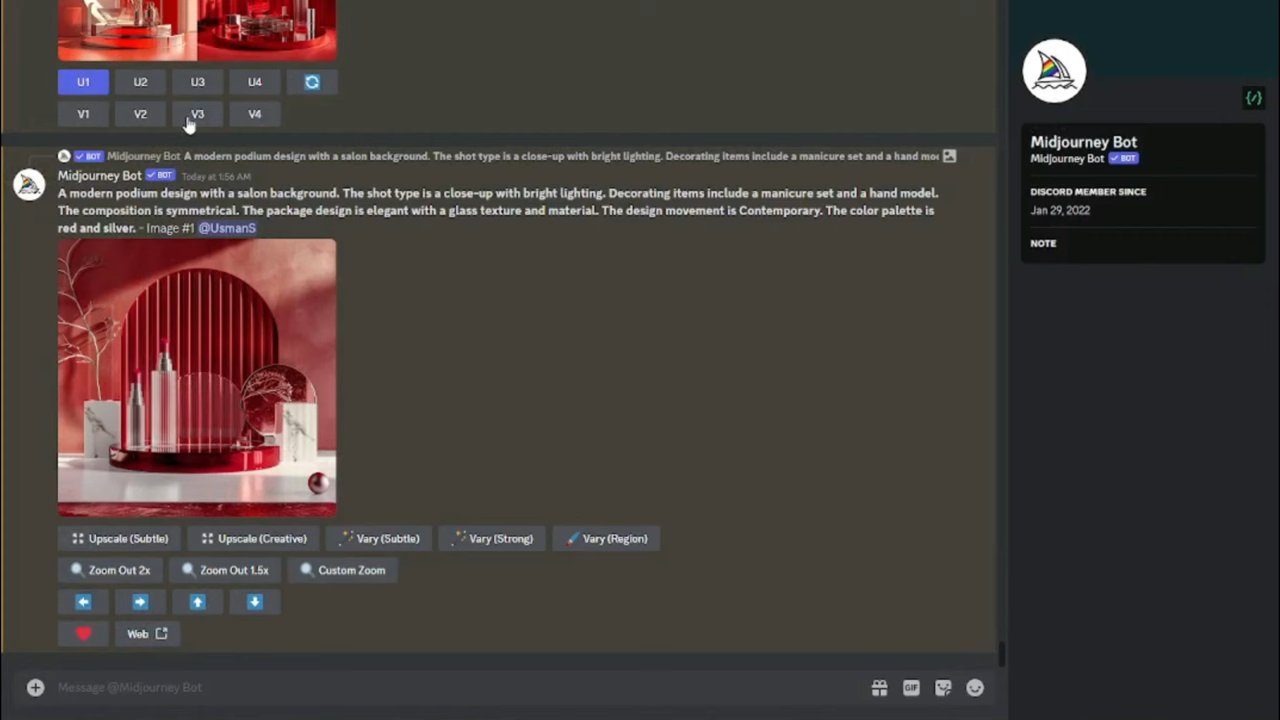 U1 U2 U3 U4
V1 V2 V3 V4
BOT Midjourney Bot A modern podium design with a salon background. The shot type is a close-up with bright lighting. Decorating items include a manicure set and a hand mo
Midjourney Bot BOT Today at 1:56 AM
A modern podium design with a salon background. The shot type is a close-up with bright lighting. Decorating items include a manicure set and a hand model.
The composition is symmetrical. The package design is elegant with a glass texture and material. The design movement is Contemporary. The color palette is
red and silver. - Image #1 @UsmanS
Upscale (Subtle) Upscale (Creative) Vary (Subtle) Vary (Strong) Vary (Region)
Zoom Out 2x Zoom Out 1.5x Custom Zoom
Web
Message @Midjourney Bot
GIF
{/}
Midjourney Bot
Midjourney Bot BOT
DISCORD MEMBER SINCE
Jan 29, 2022
NOTE